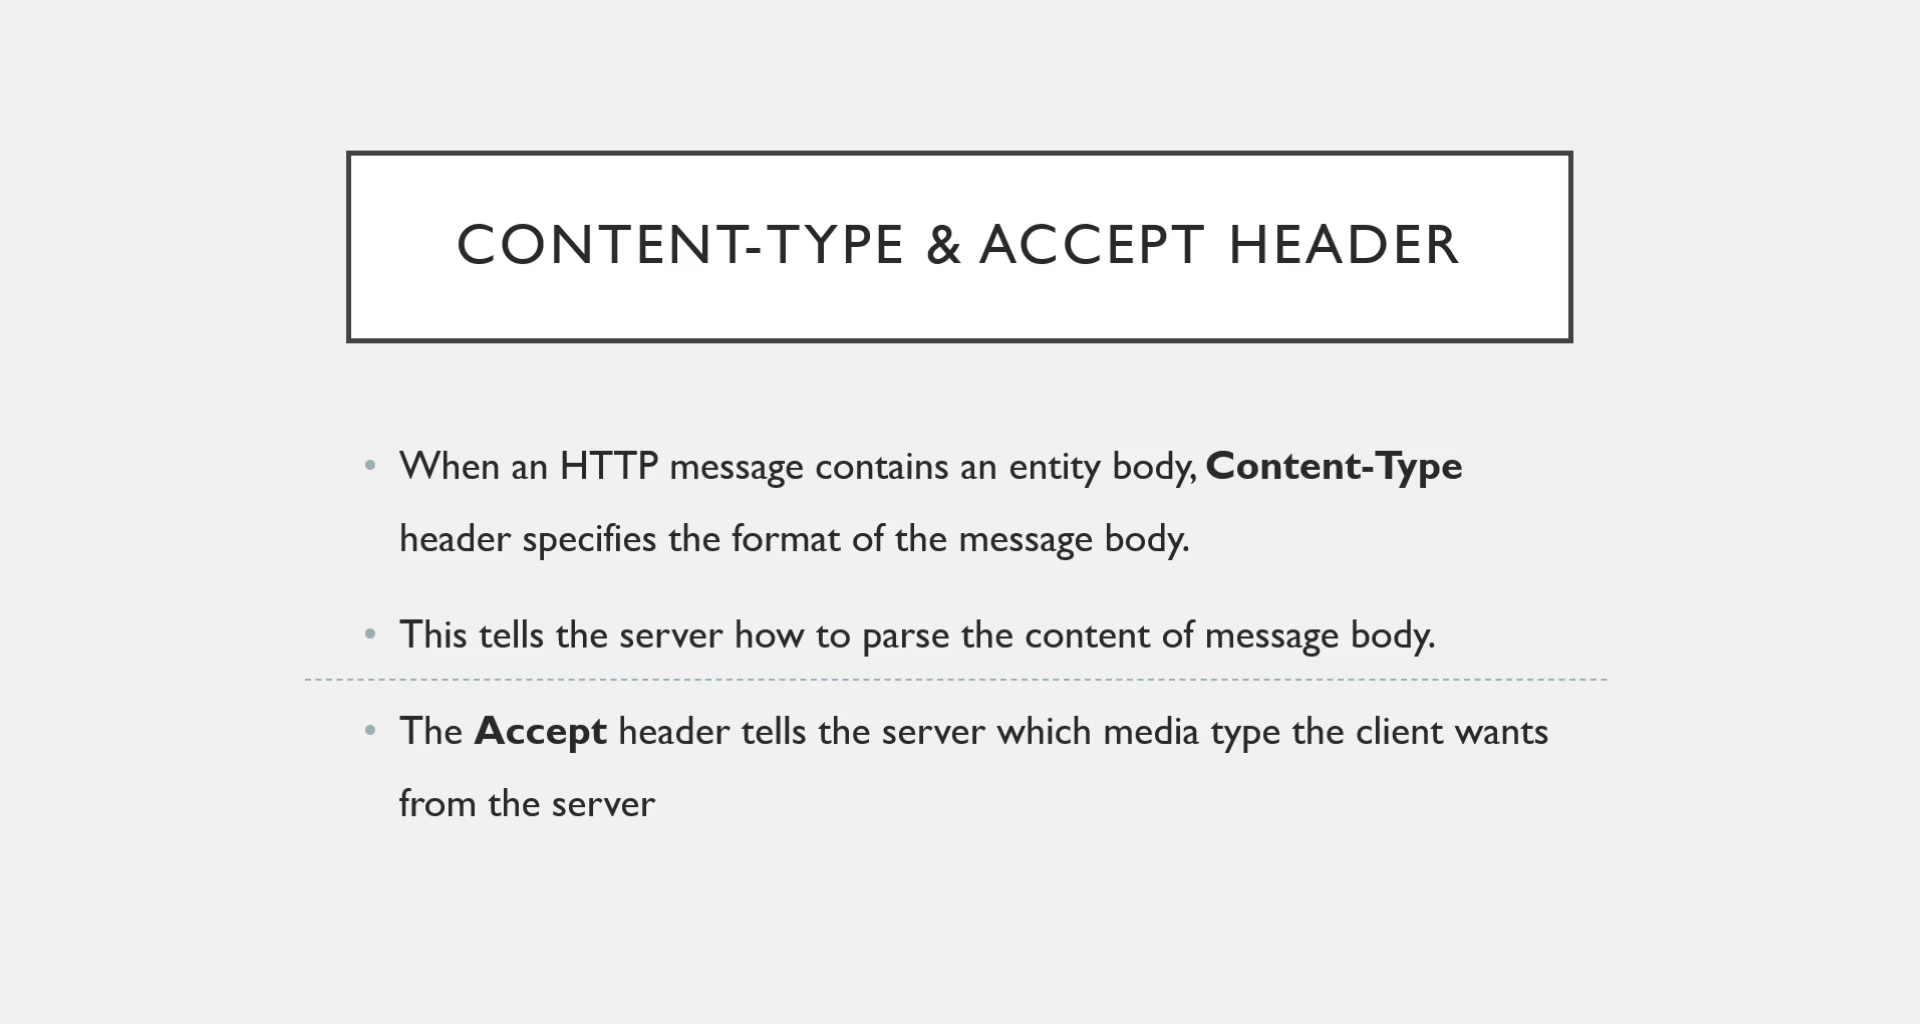 CONTENT-TYPE & ACCEPT HEADER
• When an HTTP message contains an entity body, Content-Type
header specifies the format of the message body.
• This tells the server how to parse the content of message body.
• The Accept header tells the server which media type the client wants
from the server